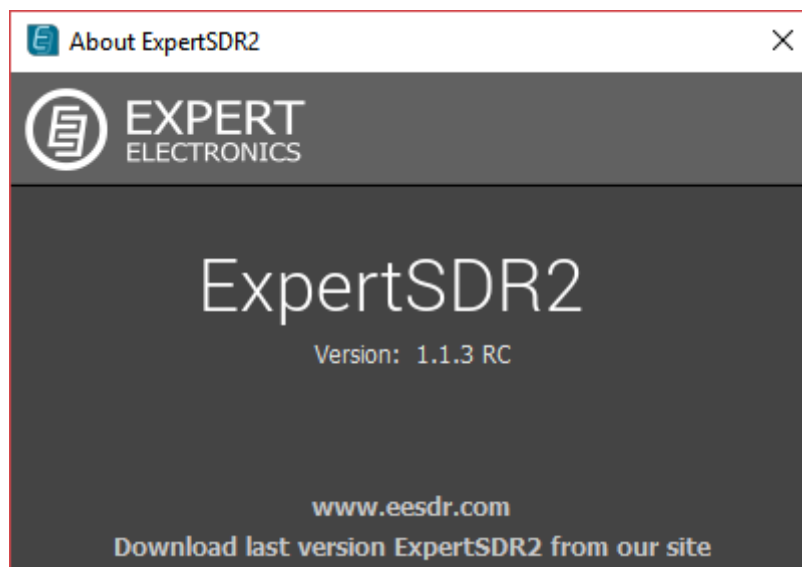 About ExpertSDR2
EXPERT
ELECTRONICS
ExpertSDR2
Version: 1.1.3 RC
www.eesdr.com
Download last version ExpertSDR2 from our site